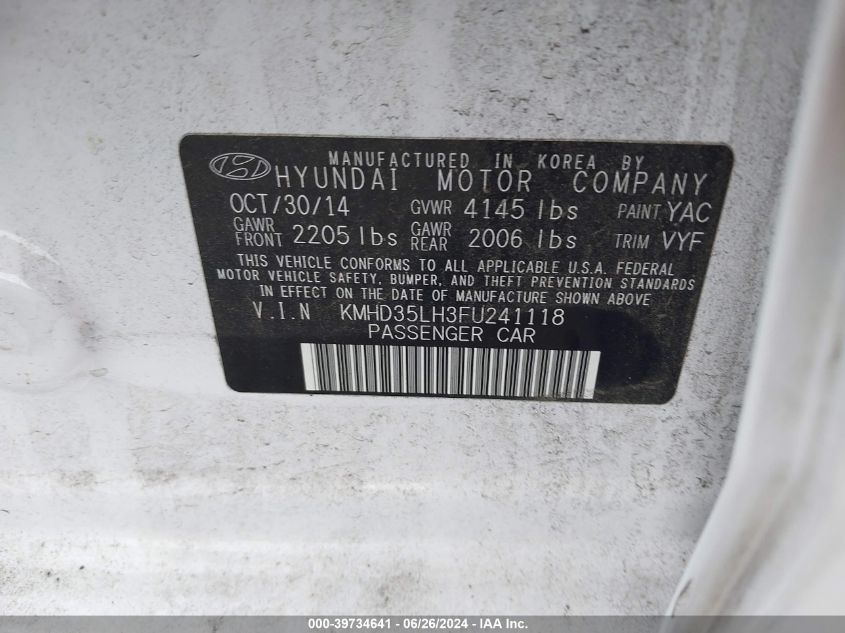 MANUFACTURED IN KOREA BY
HYUNDAI MOTOR COMPANY
OCT/30/14 GVWR 4145 lbs PAINT YAC
GAWR FRONT 2205 lbs GAWR REAR 2006 lbs TRIM VYF
THIS VEHICLE CONFORMS TO ALL APPLICABLE U.S.A. FEDERAL
MOTOR VEHICLE SAFETY, BUMPER, AND THEFT PREVENTION STANDARDS
IN EFFECT ON THE DATE OF MANUFACTURE SHOWN ABOVE
V.I.N KMHD35LH3FU241118
PASSENGER CAR
000-39734641 - 06/26/2024 - IAA Inc.